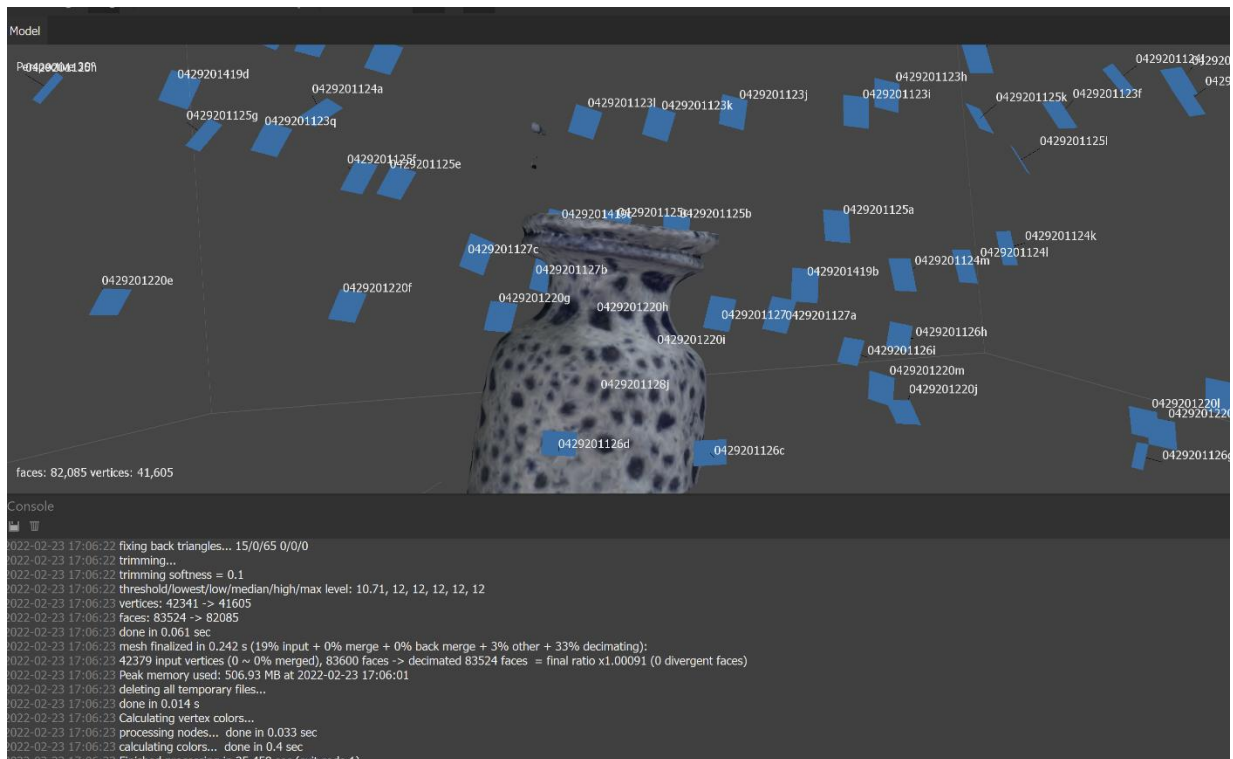 Model
Perspective 30°
0429201419d
0429201124a
0429201125g
0429201123q
0429201125f
0429201125e
0429201123l
0429201123k
0429201123j
0429201123h
0429201123i
0429201125k
0429201123f
0429201124j
0429201125l
0429201125b
0429201125a
0429201127c
0429201127b
0429201124k
0429201124l
0429201124m
0429201419b
0429201220e
0429201220f
0429201220g
0429201220h
0429201127
0429201127a
0429201220i
0429201126h
0429201126i
0429201220m
0429201128j
0429201220j
0429201220l
0429201126d
0429201126c
0429201126g
faces: 82,085 vertices: 41,605
Console
2022-02-23 17:06:22 fixing back triangles... 15/0/65 0/0/0
2022-02-23 17:06:22 trimming...
2022-02-23 17:06:22 trimming softness = 0.1
2022-02-23 17:06:22 threshold/lowest/low/median/high/max level: 10.71, 12, 12, 12, 12, 12
2022-02-23 17:06:23 vertices: 42341 -> 41605
2022-02-23 17:06:23 faces: 83524 -> 82085
2022-02-23 17:06:23 done in 0.061 sec
2022-02-23 17:06:23 mesh finalized in 0.242 s (19% input + 0% merge + 0% back merge + 3% other + 33% decimating):
2022-02-23 17:06:23 42379 input vertices (0 ~ 0% merged), 83600 faces -> decimated 83524 faces = final ratio x1.00091 (0 divergent faces)
2022-02-23 17:06:23 Peak memory used: 506.93 MB at 2022-02-23 17:06:01
2022-02-23 17:06:23 deleting all temporary files...
2022-02-23 17:06:23 done in 0.014 s
2022-02-23 17:06:23 Calculating vertex colors...
2022-02-23 17:06:23 processing nodes... done in 0.033 sec
2022-02-23 17:06:23 calculating colors... done in 0.4 sec